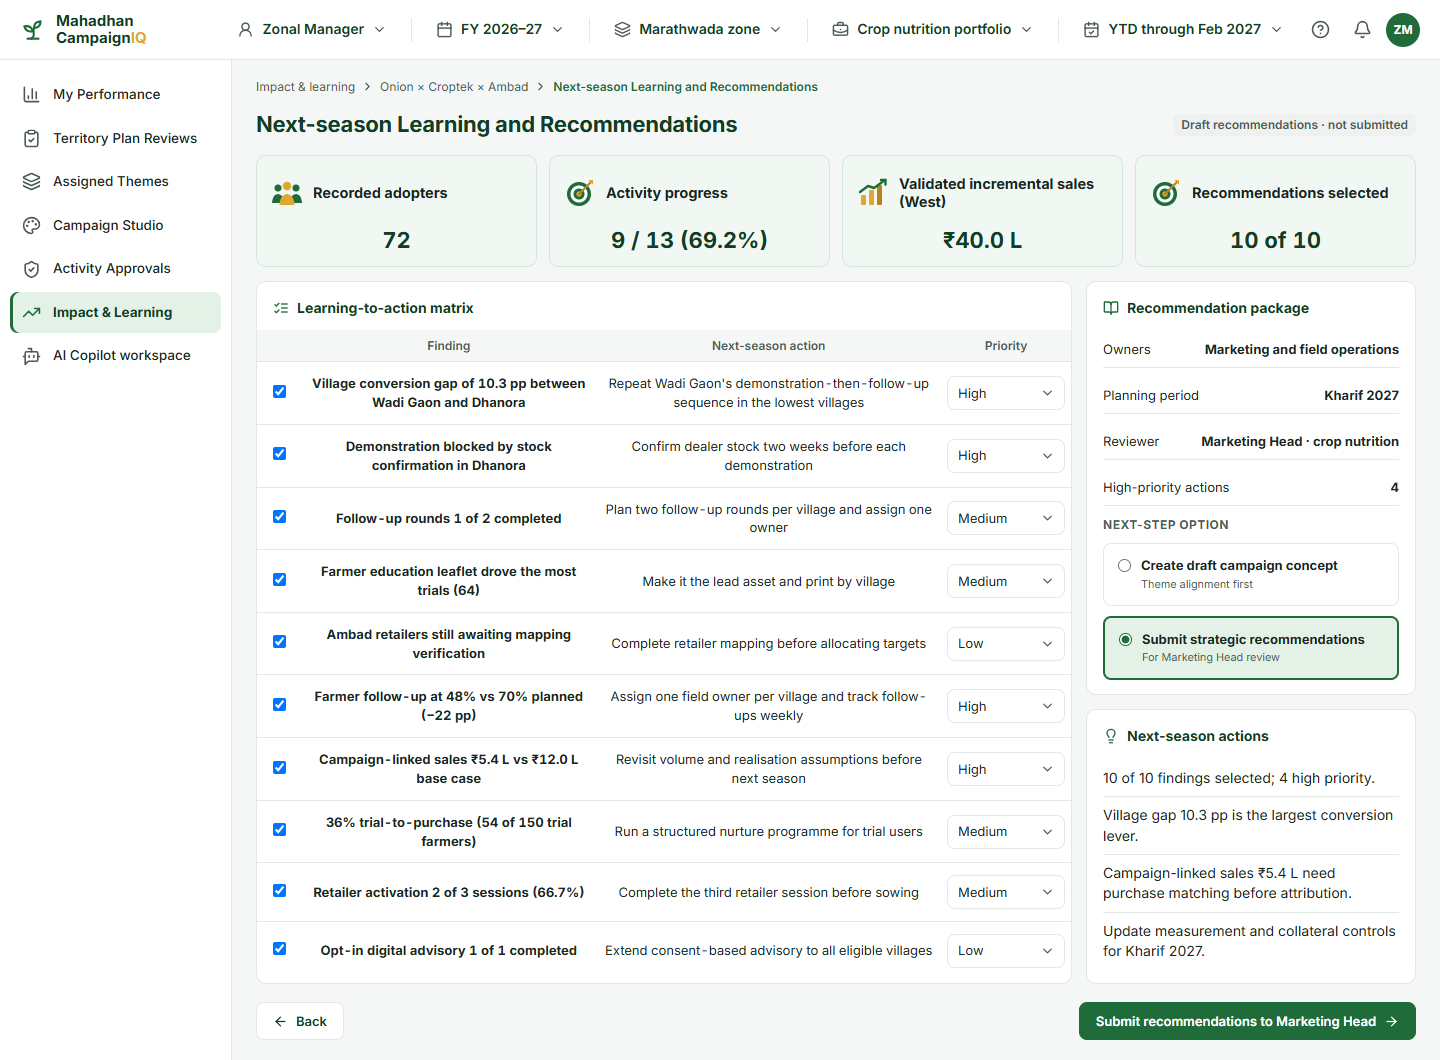 Mahadhan
CampaignIQ
Zonal Manager
FY 2026–27
Marathwada zone
Crop nutrition portfolio
YTD through Feb 2027
ZM
My Performance
Territory Plan Reviews
Assigned Themes
Campaign Studio
Activity Approvals
Impact & Learning
AI Copilot workspace
Impact & learning > Onion × Croptek × Ambad > Next-season Learning and Recommendations
Next-season Learning and Recommendations
Draft recommendations · not submitted
Recorded adopters
72
Activity progress
9 / 13 (69.2%)
Validated incremental sales
(West)
₹40.0 L
Recommendations selected
10 of 10
Learning-to-action matrix
Finding
Next-season action
Priority
Village conversion gap of 10.3 pp between
Wadi Gaon and Dhanora
Repeat Wadi Gaon's demonstration-then-follow-up
sequence in the lowest villages
High
Demonstration blocked by stock
confirmation in Dhanora
Confirm dealer stock two weeks before each
demonstration
High
Follow-up rounds 1 of 2 completed
Plan two follow-up rounds per village and assign one
owner
Medium
Farmer education leaflet drove the most
trials (64)
Make it the lead asset and print by village
Medium
Ambad retailers still awaiting mapping
verification
Complete retailer mapping before allocating targets
Low
Farmer follow-up at 48% vs 70% planned
(−22 pp)
Assign one field owner per village and track follow-
ups weekly
High
Campaign-linked sales ₹5.4 L vs ₹12.0 L
base case
Revisit volume and realisation assumptions before
next season
High
36% trial-to-purchase (54 of 150 trial
farmers)
Run a structured nurture programme for trial users
Medium
Retailer activation 2 of 3 sessions (66.7%)
Complete the third retailer session before sowing
Medium
Opt-in digital advisory 1 of 1 completed
Extend consent-based advisory to all eligible villages
Low
Recommendation package
Owners
Marketing and field operations
Planning period
Kharif 2027
Reviewer
Marketing Head · crop nutrition
High-priority actions
4
NEXT-STEP OPTION
Create draft campaign concept
Theme alignment first
Submit strategic recommendations
For Marketing Head review
Next-season actions
10 of 10 findings selected; 4 high priority.
Village gap 10.3 pp is the largest conversion
lever.
Campaign-linked sales ₹5.4 L need
purchase matching before attribution.
Update measurement and collateral controls
for Kharif 2027.
Back
Submit recommendations to Marketing Head